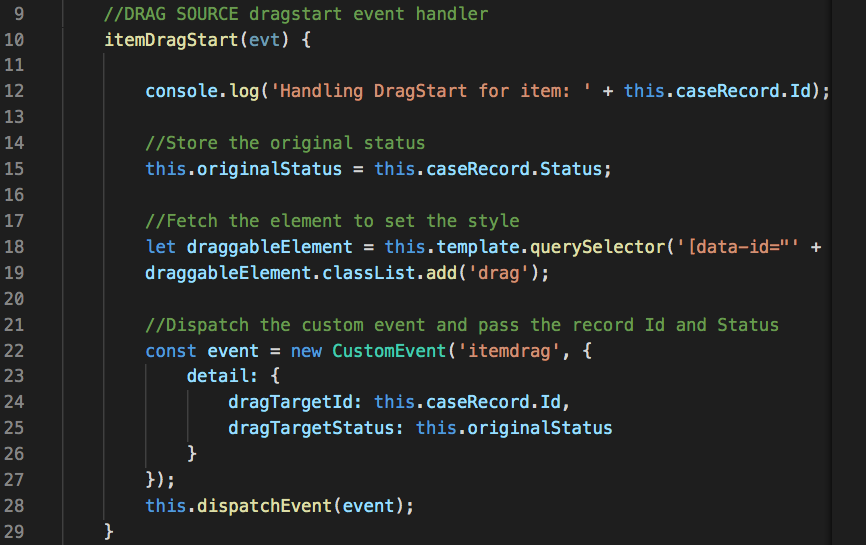 9 //DRAG SOURCE dragstart event handler
10 itemDragStart(evt) {
11
12 console.log('Handling DragStart for item: ' + this.caseRecord.Id);
13
14 //Store the original status
15 this.originalStatus = this.caseRecord.Status;
16
17 //Fetch the element to set the style
18 let draggableElement = this.template.querySelector('[data-id="' +
19 draggableElement.classList.add('drag');
20
21 //Dispatch the custom event and pass the record Id and Status
22 const event = new CustomEvent('itemdrag', {
23 detail: {
24 dragTargetId: this.caseRecord.Id,
25 dragTargetStatus: this.originalStatus
26 }
27 });
28 this.dispatchEvent(event);
29 }